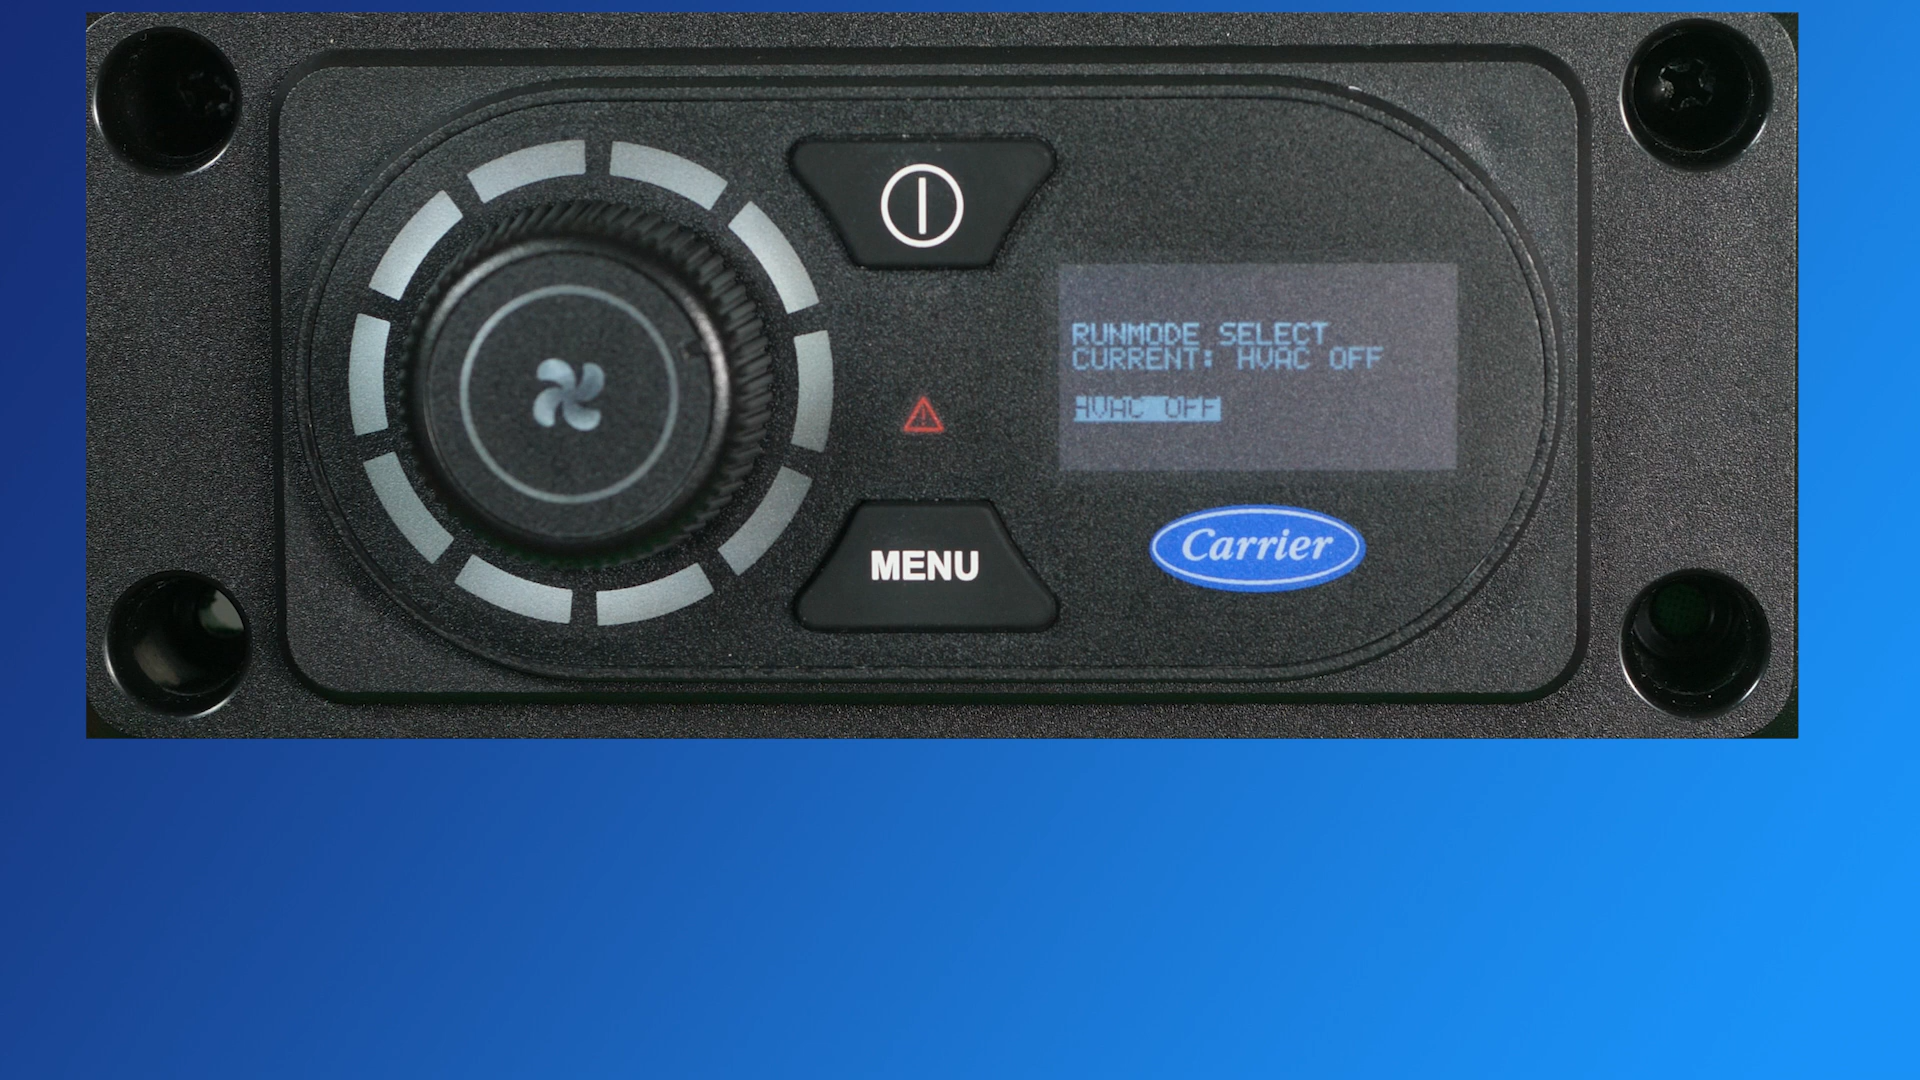 RUNMODE SELECT
CURRENT: HVAC OFF
HVAC OFF
MENU
Carrier